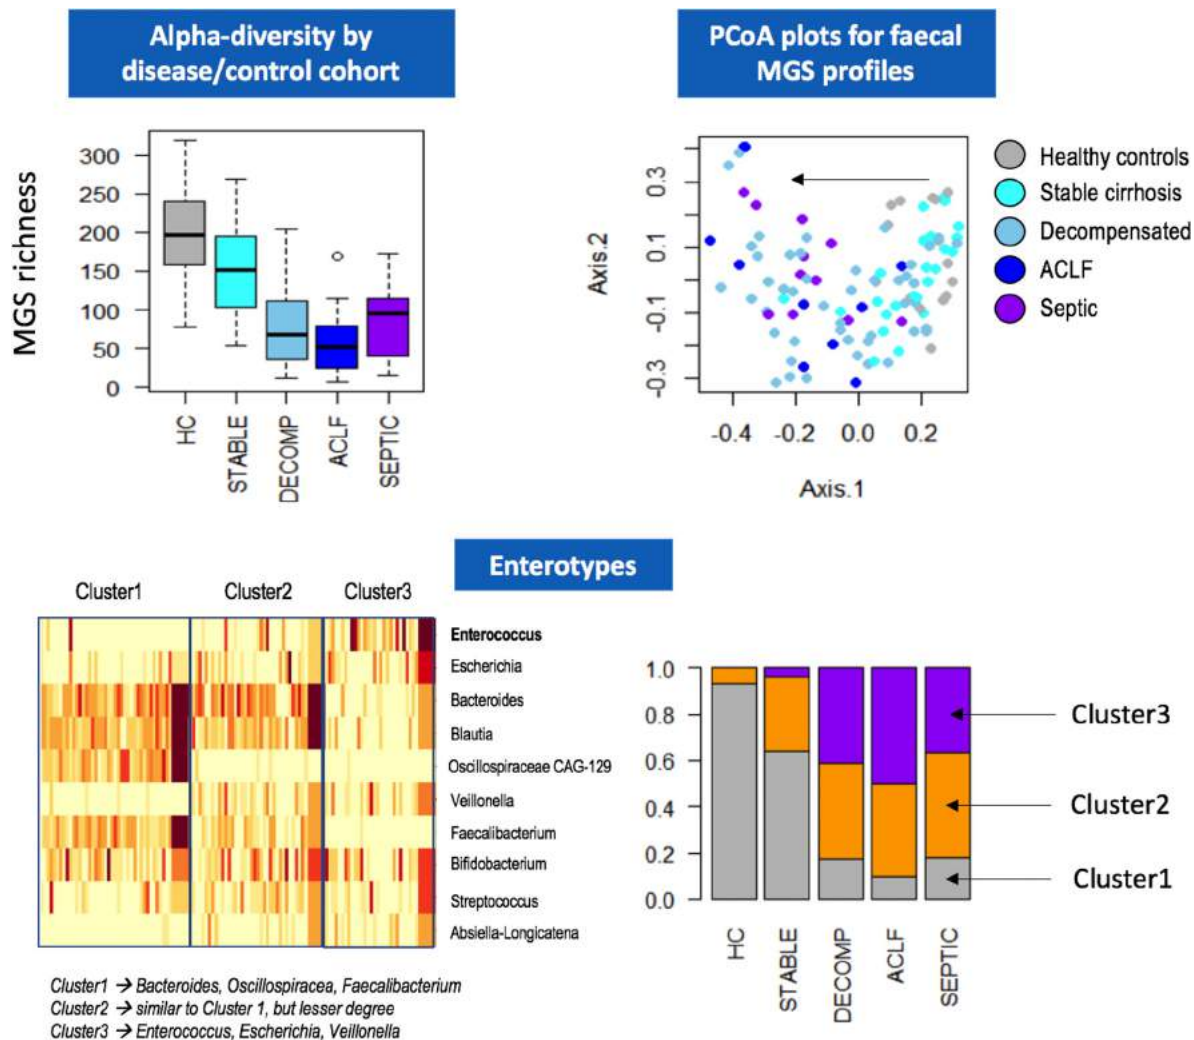 Alpha-diversity by
disease/control cohort
MGS richness
300
250
200
150
100
50
0
HC
STABLE
DECOMP
ACLF
SEPTIC
PCoA plots for faecal
MGS profiles
Axis.2
0.3
0.1
-0.1
-0.3
-0.4
-0.2
0.0
0.2
Axis.1
Healthy controls
Stable cirrhosis
Decompensated
ACLF
Septic
Enterotypes
Cluster1
Cluster2
Cluster3
Enterococcus
Escherichia
Bacteroides
Blautia
Oscillospiraceae CAG-129
Veillonella
Faecalibacterium
Bifidobacterium
Streptococcus
Absiella-Longicatena
Cluster1 → Bacteroides, Oscillospiracea, Faecalibacterium
Cluster2 → similar to Cluster 1, but lesser degree
Cluster3 → Enterococcus, Escherichia, Veillonella
1.0
0.8
0.6
0.4
0.2
0.0
HC
STABLE
DECOMP
ACLF
SEPTIC
Cluster3
Cluster2
Cluster1